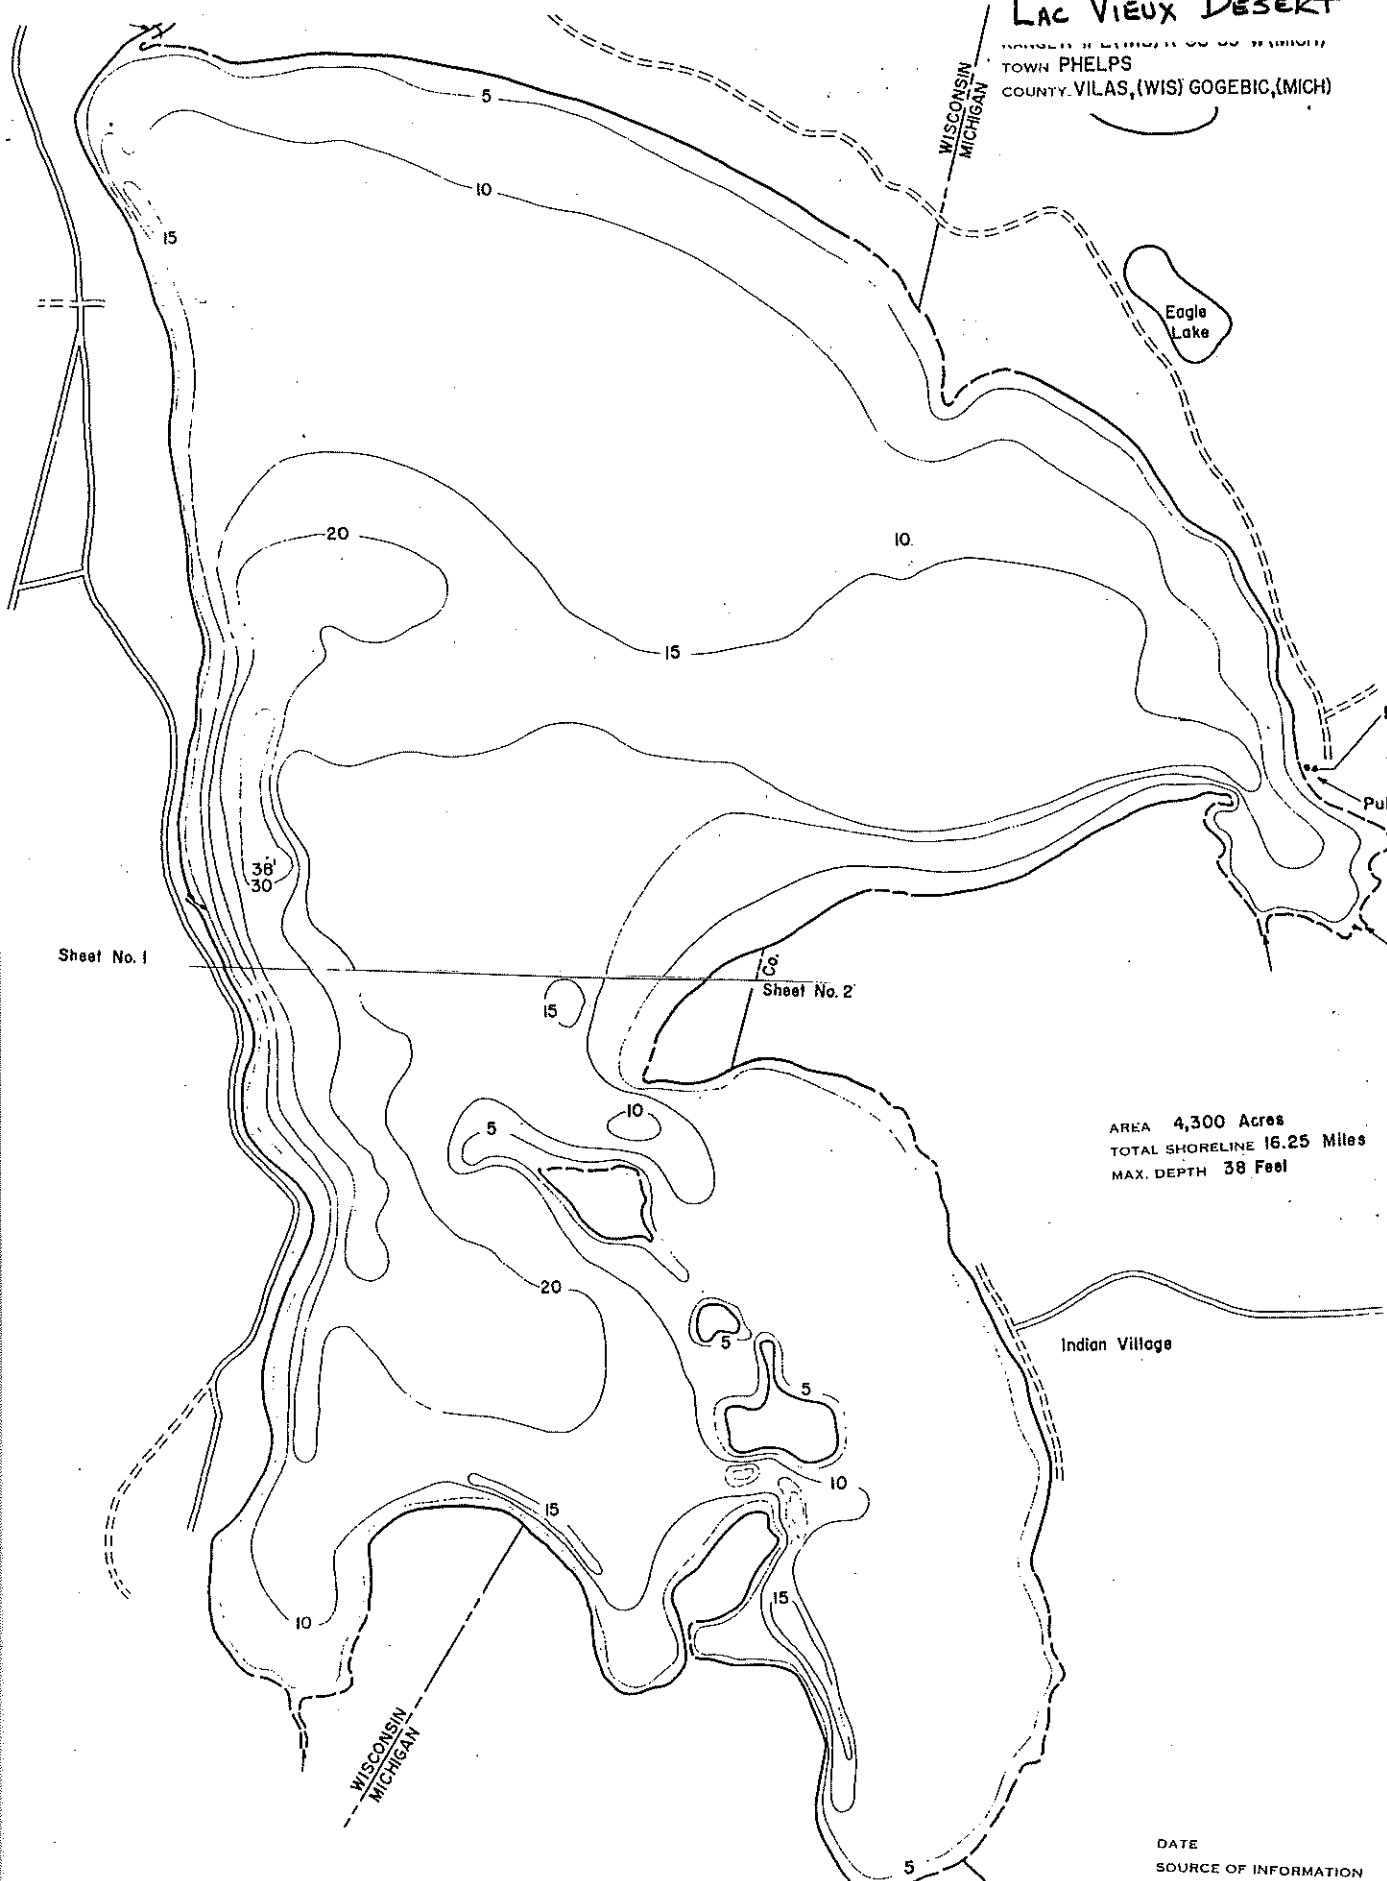 LAC VIEUX DESERT
TOWN PHELPS
COUNTY. VILAS, (WIS) GOGEBIC, (MICH)
WISCONSIN
MICHIGAN
5
10
15
Eagle
Lake
20
10
15
38'
30
Sheet No. 1
Co.
Sheet No. 2
15
10
5
AREA 4,300 Acres
TOTAL SHORELINE 16.25 Miles
MAX. DEPTH 38 Feet
20
5
Indian Village
5
10
15
15
10
WISCONSIN
MICHIGAN
5
DATE
SOURCE OF INFORMATION